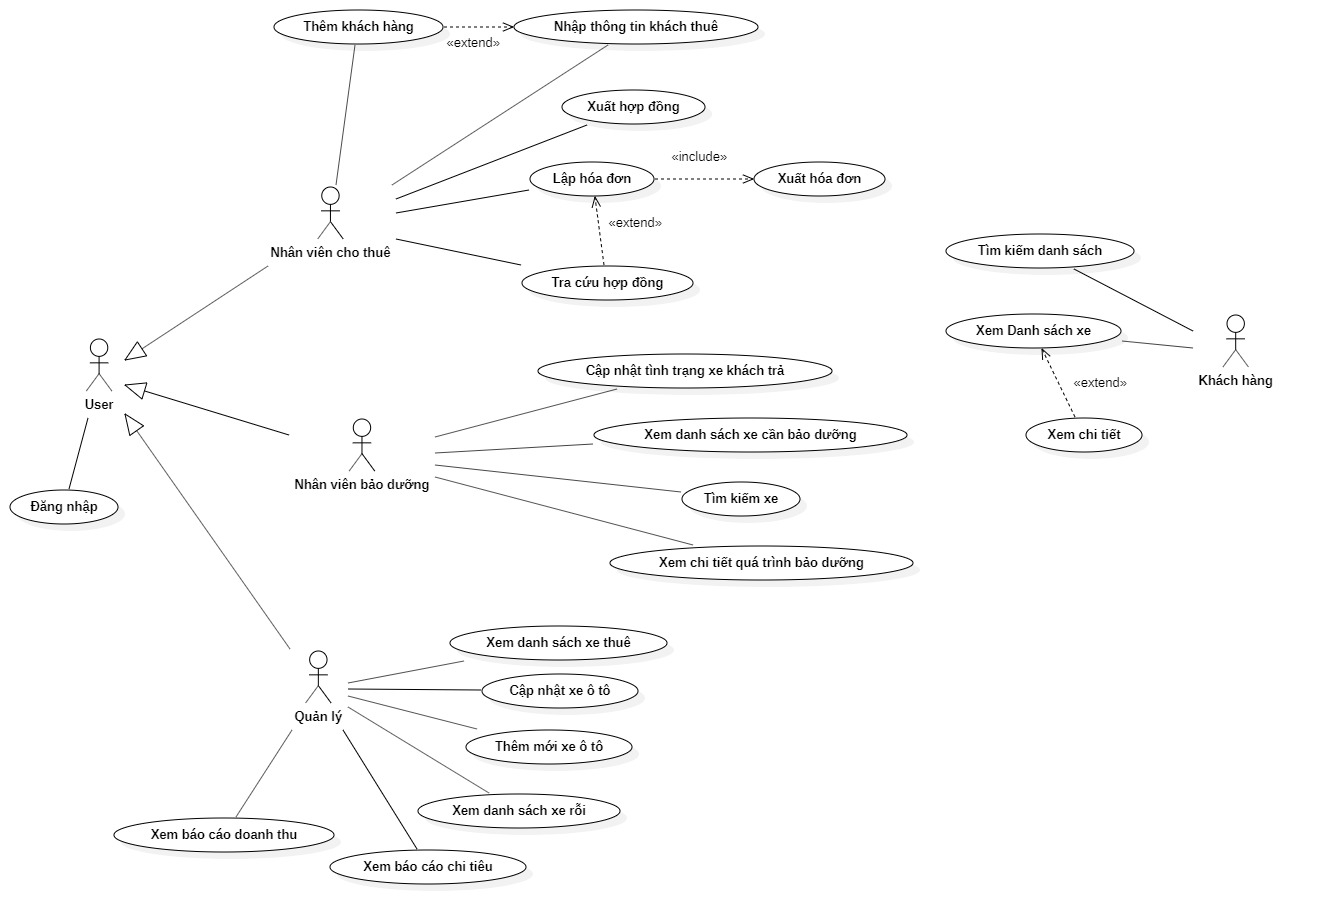 Thêm khách hàng
«extend»
Nhập thông tin khách thuê
Xuất hợp đồng
Lập hóa đơn
«include»
Xuất hóa đơn
«extend»
Tra cứu hợp đồng
Nhân viên cho thuê
Tìm kiếm danh sách
Xem Danh sách xe
«extend»
Xem chi tiết
Khách hàng
User
Đăng nhập
Cập nhật tình trạng xe khách trả
Xem danh sách xe cần bảo dưỡng
Tìm kiếm xe
Xem chi tiết quá trình bảo dưỡng
Nhân viên bảo dưỡng
Xem danh sách xe thuê
Cập nhật xe ô tô
Thêm mới xe ô tô
Xem danh sách xe rỗi
Quản lý
Xem báo cáo doanh thu
Xem báo cáo chi tiêu